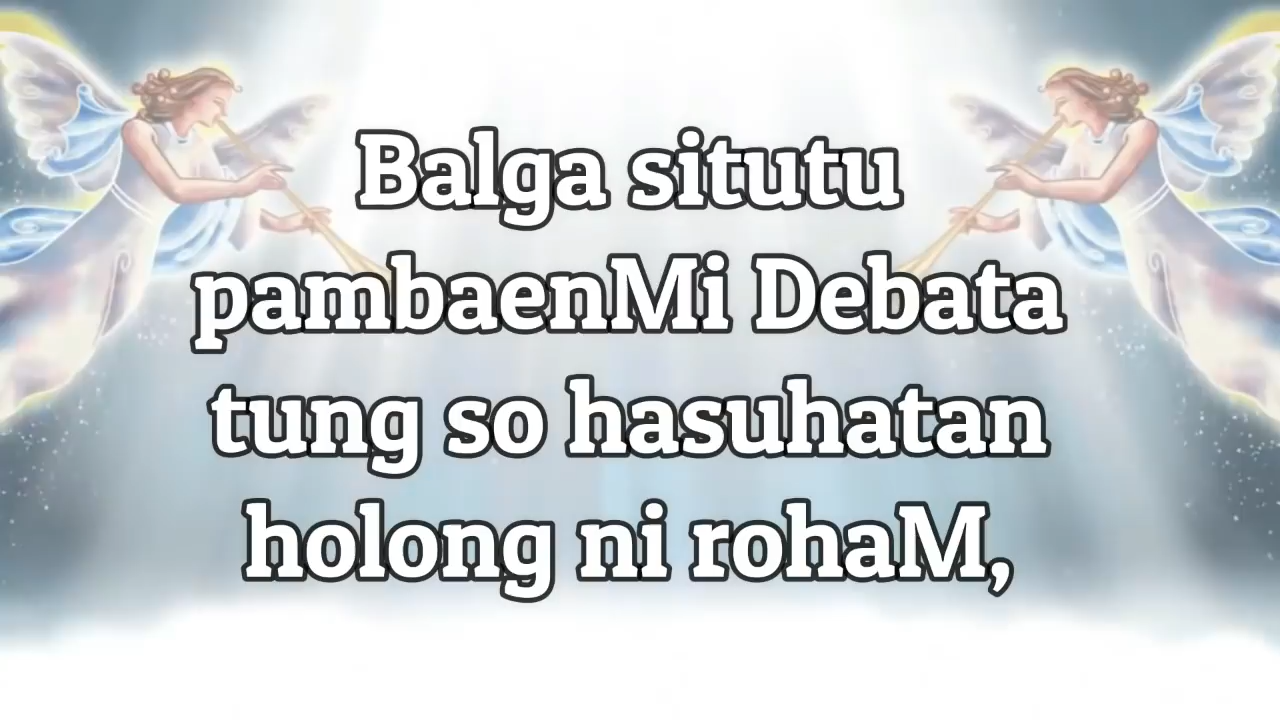 Balga situtu
pambaenMi Debata
tung so hasuhatan
holong ni rohaM,